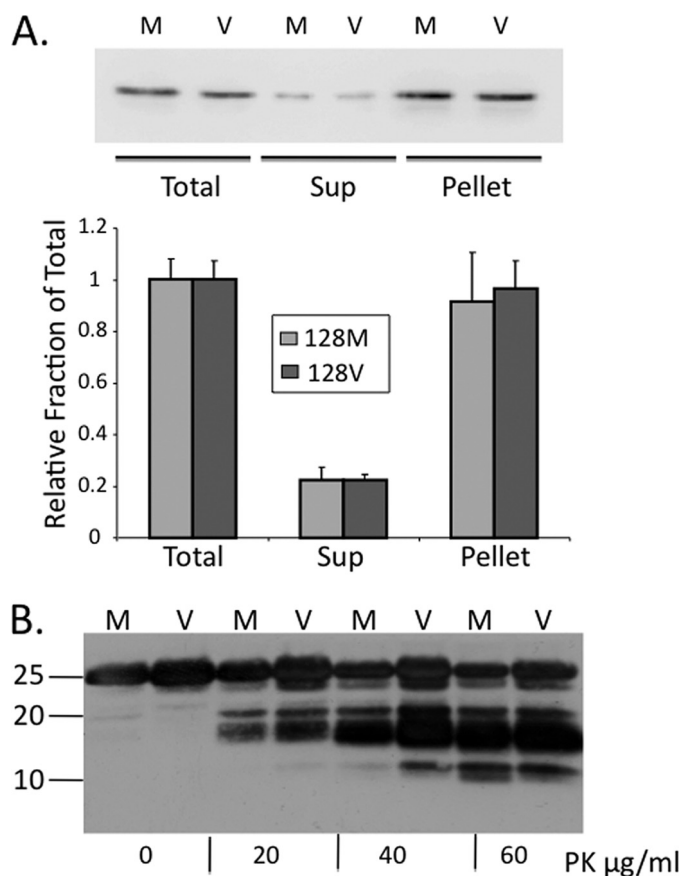 A.
M V M V M V
Total Sup Pellet
Relative Fraction of Total
1.2
1
0.8
0.6
0.4
0.2
0
128M
128V
Total Sup Pellet
B.
M V M V M V M V
25
20
10
0 20 40 60 PK μg/ml